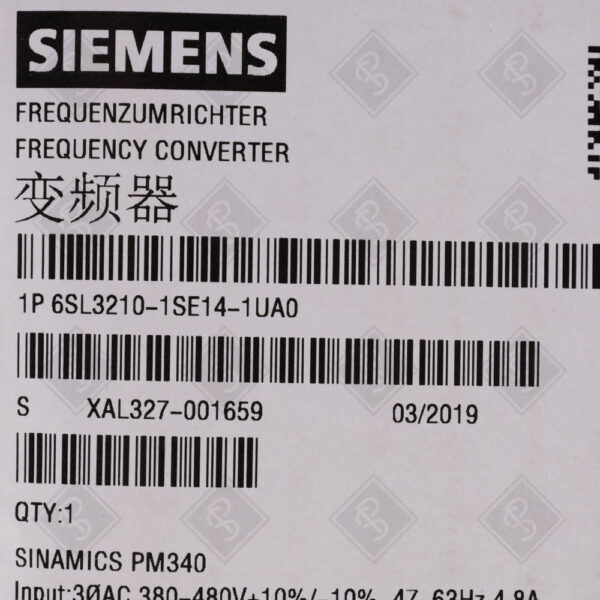 SIEMENS
FREQUENZUMRICHTER
FREQUENCY CONVERTER
变频器
1P 6SL3210-1SE14-1UA0
S XAL327-001659 03/2019
QTY:1
SINAMICS PM340
Input:3ØAC 380-480V+10%/-10% 47-63Hz 4,8A